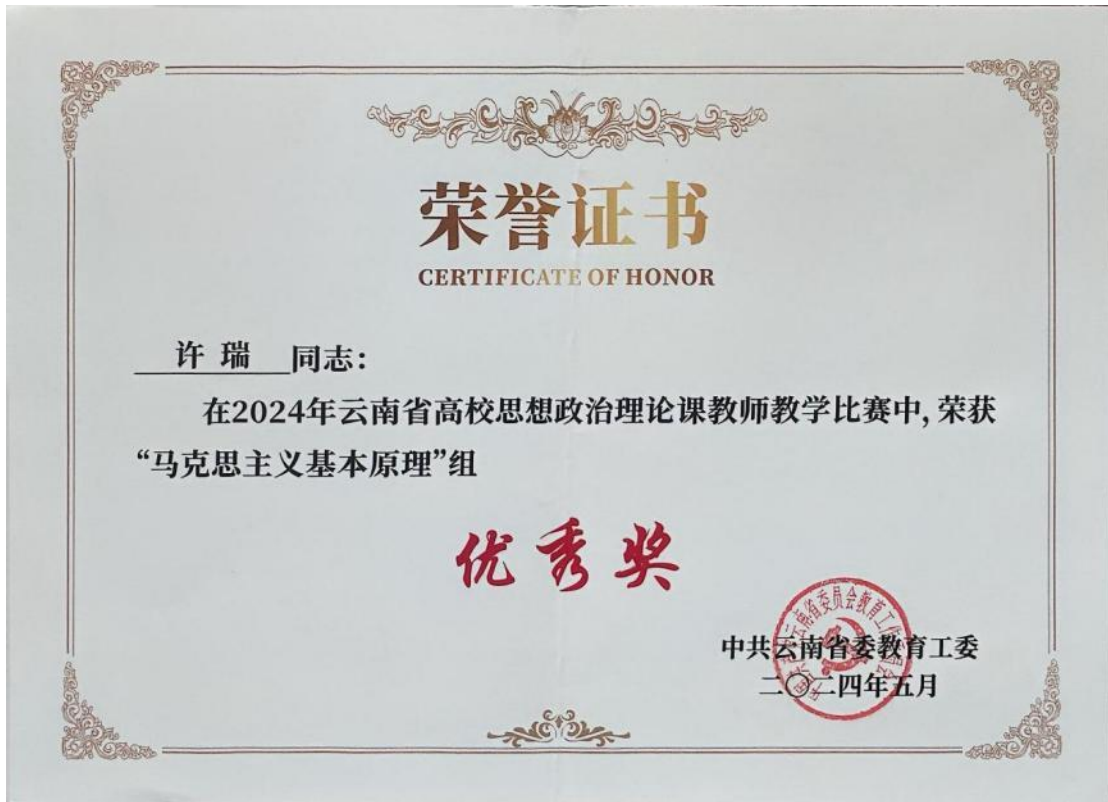 荣誉证书
CERTIFICATE OF HONOR
许 瑞 同志：
在2024年云南省高校思想政治理论课教师教学比赛中,荣获
“马克思主义基本原理”组
优秀奖
中共云南省委教育工委
二〇二四年五月